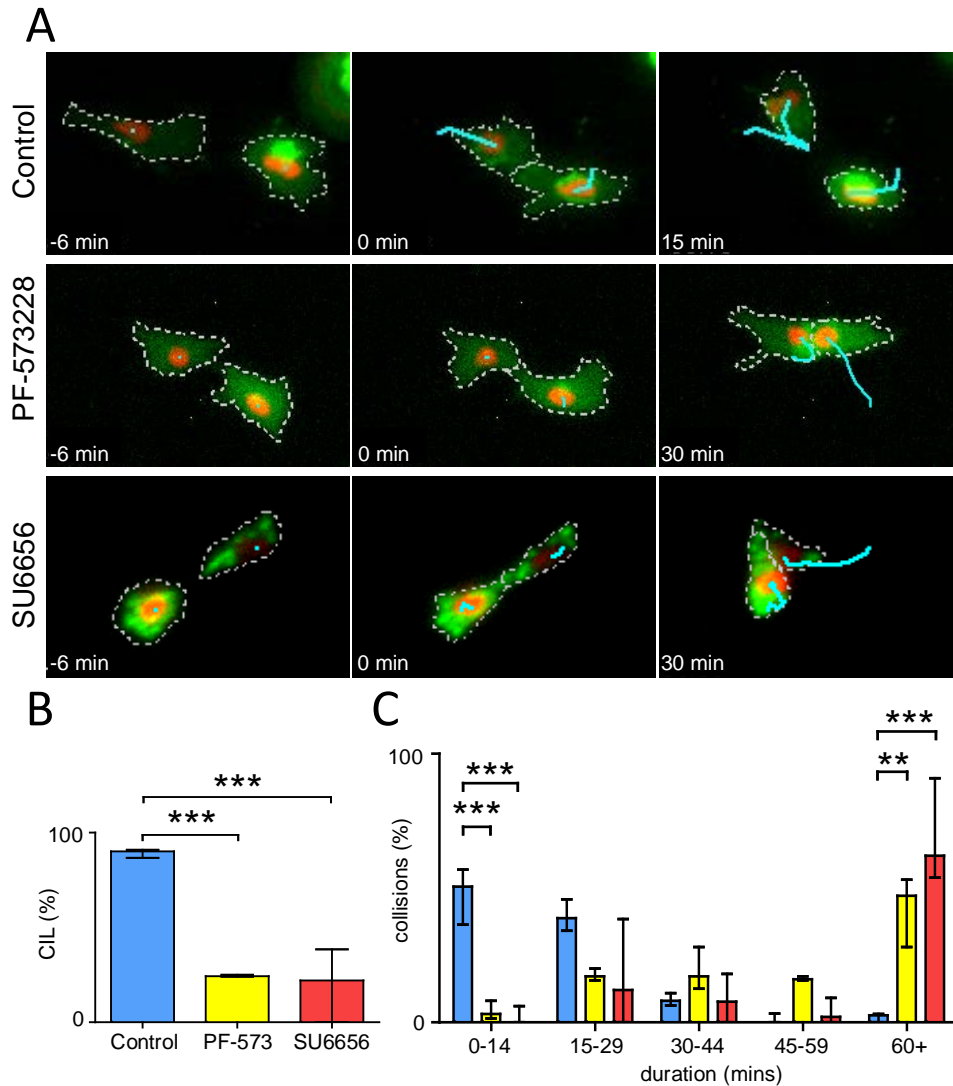 A
Control
-6 min
0 min
15 min
PF-573228
-6 min
0 min
30 min
SU6656
-6 min
0 min
30 min
B
CIL (%)
100
0
***
***
Control PF-573 SU6656
C
collisions (%)
100
0
***
***
***
**
0-14 15-29 30-44 45-59 60+
duration (mins)